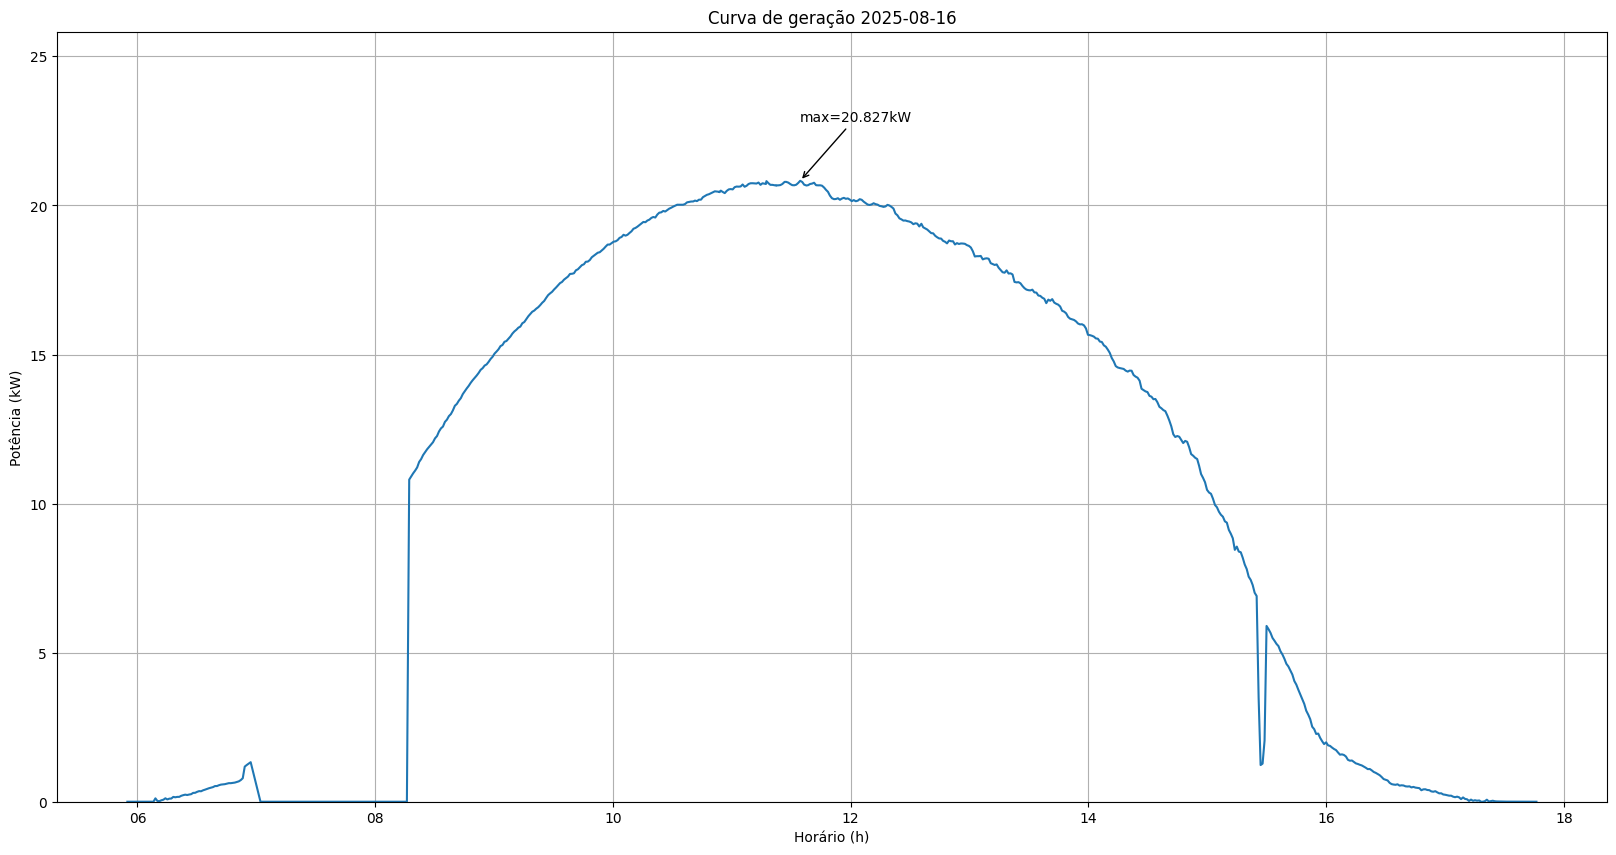 Curva de geração 2025-08-16
25
max=20.827kW
20
15
Potência (kW)
10
5
0
06 08 10 12 14 16 18
Horário (h)